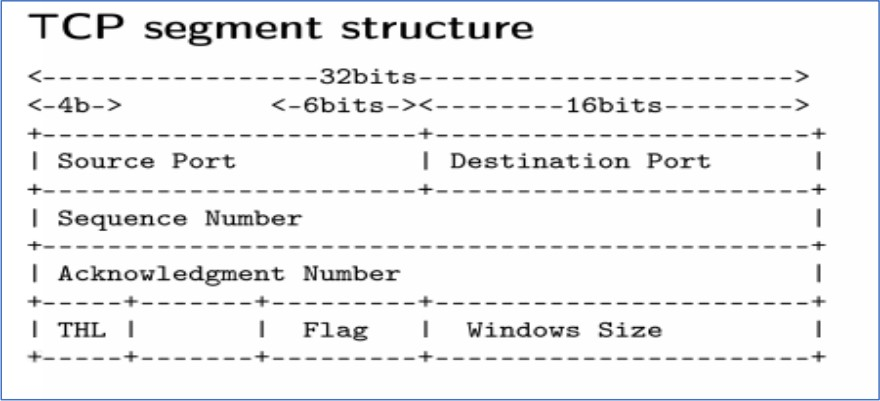 TCP segment structure
<-----------------32bits----------------------->
<-4b->         <-6bits-><--------16bits-------->
+-----------------------+-----------------------+
| Source Port           | Destination Port      |
+-----------------------+-----------------------+
| Sequence Number                               |
+-----------------------------------------------+
| Acknowledgment Number                         |
+-----+-------+---------+-----------------------+
| THL |       |  Flag   |  Windows Size         |
+-----+-------+---------+-----------------------+